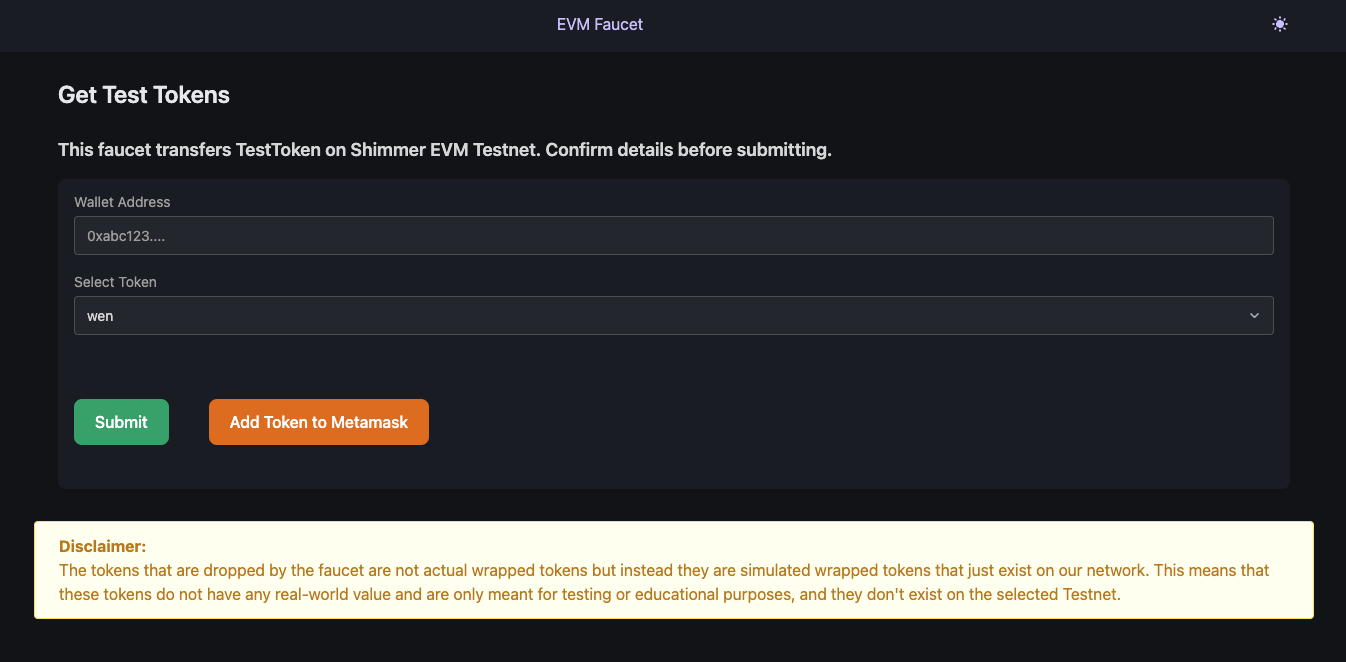 EVM Faucet
Get Test Tokens
This faucet transfers TestToken on Shimmer EVM Testnet. Confirm details before submitting.
Wallet Address
0xabc123....
Select Token
wen
Submit
Add Token to Metamask
Disclaimer:
The tokens that are dropped by the faucet are not actual wrapped tokens but instead they are simulated wrapped tokens that just exist on our network. This means that
these tokens do not have any real-world value and are only meant for testing or educational purposes, and they don't exist on the selected Testnet.